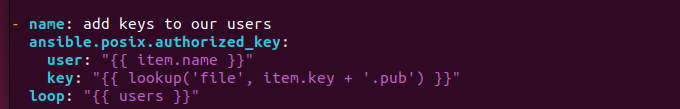 - name: add keys to our users
  ansible.posix.authorized_key:
    user: "{{ item.name }}"
    key: "{{ lookup('file', item.key + '.pub') }}"
  loop: "{{ users }}"